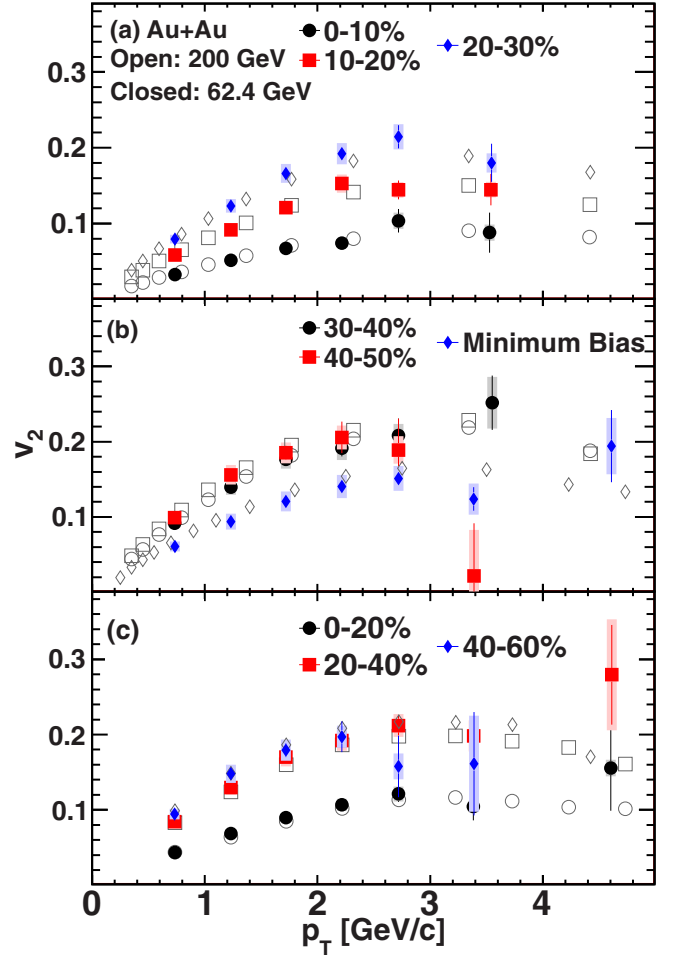 (a) Au+Au
Open: 200 GeV
Closed: 62.4 GeV
0-10%
10-20%
20-30%
0.3
0.2
0.1
(b)
30-40%
40-50%
Minimum Bias
0.3
0.2
0.1
v2
(c)
0-20%
20-40%
40-60%
0.3
0.2
0.1
0 1 2 3 4
pT [GeV/c]